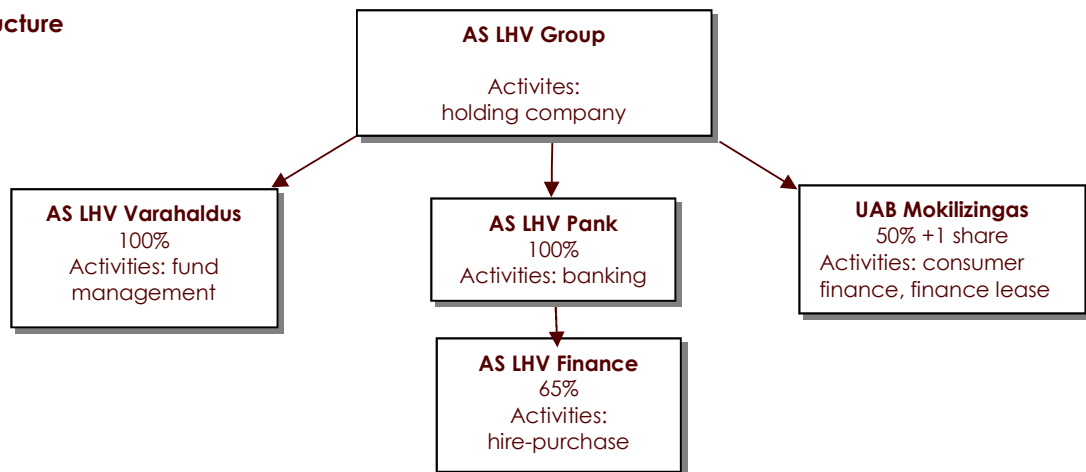 ucture
AS LHV Group
Activites:
holding company
AS LHV Varahaldus
100%
Activities: fund
management
AS LHV Pank
100%
Activities: banking
UAB Mokilizingas
50% +1 share
Activities: consumer
finance, finance lease
AS LHV Finance
65%
Activities:
hire-purchase